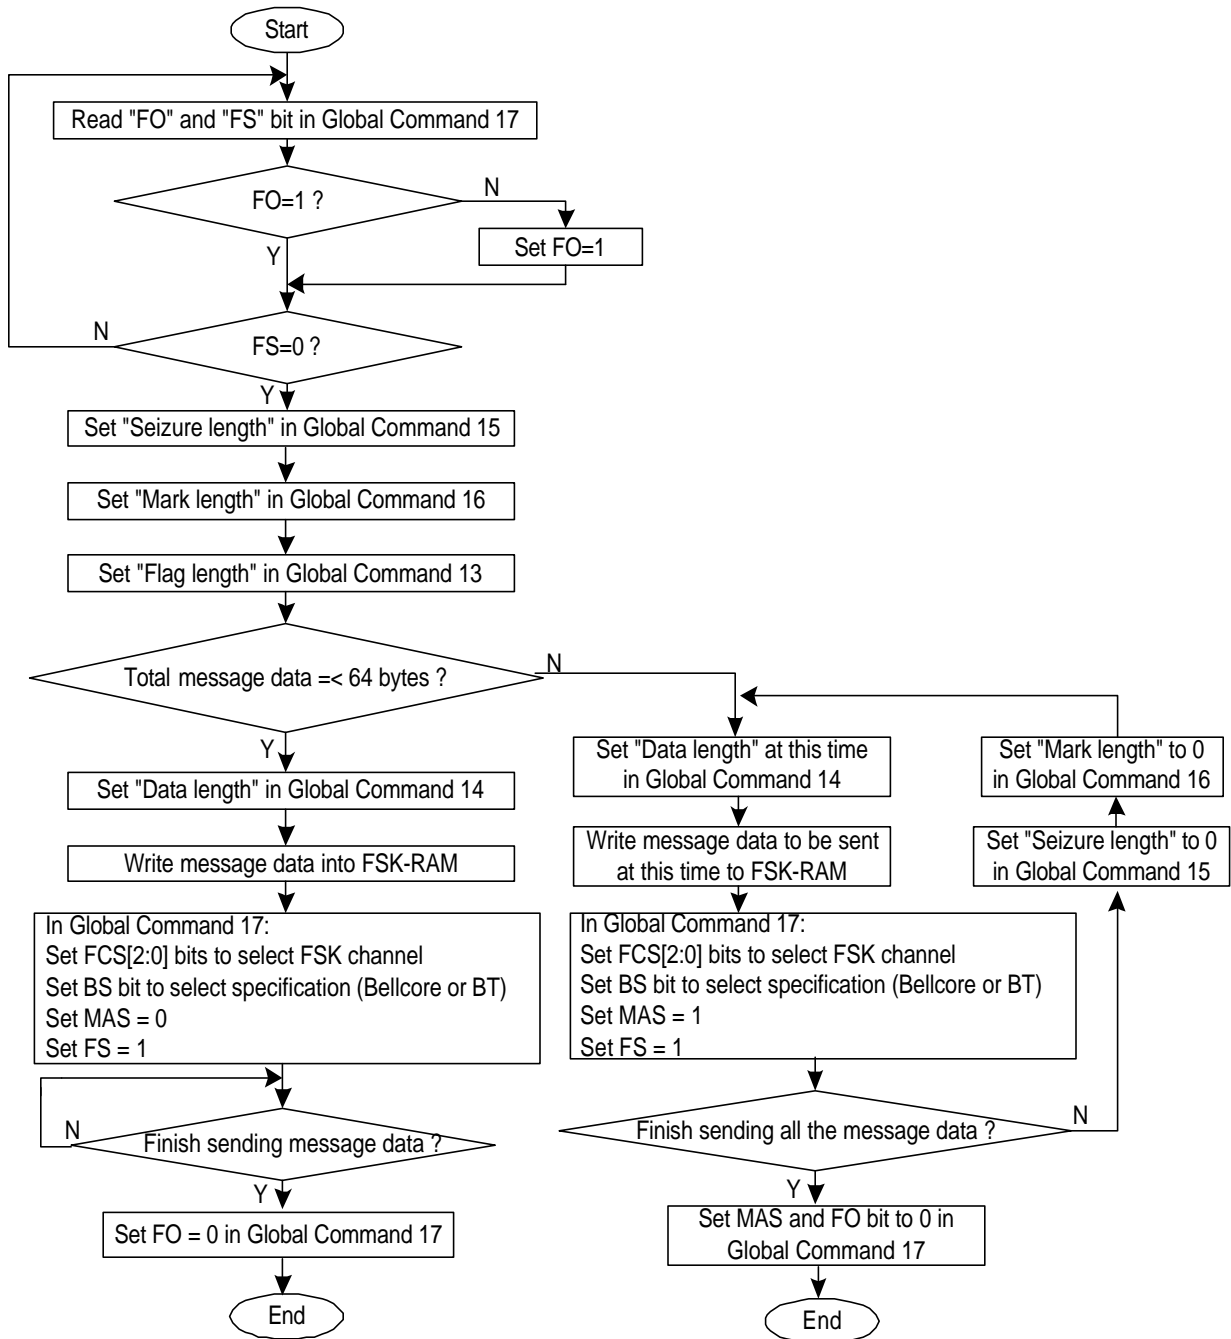 Start
Read "FO" and "FS" bit in Global Command 17
FO=1 ?
N
Set FO=1
Y
N
FS=0 ?
Y
Set "Seizure length" in Global Command 15
Set "Mark length" in Global Command 16
Set "Flag length" in Global Command 13
Total message data =< 64 bytes ?
N
Y
Set "Data length" in Global Command 14
Write message data into FSK-RAM
In Global Command 17:
Set FCS[2:0] bits to select FSK channel
Set BS bit to select specification (Bellcore or BT)
Set MAS = 0
Set FS = 1
N
Finish sending message data ?
Y
Set FO = 0 in Global Command 17
End
Set "Data length" at this time
in Global Command 14
Write message data to be sent
at this time to FSK-RAM
In Global Command 17:
Set FCS[2:0] bits to select FSK channel
Set BS bit to select specification (Bellcore or BT)
Set MAS = 1
Set FS = 1
Finish sending all the message data ?
N
Set "Seizure length" to 0
in Global Command 15
Set "Mark length" to 0
in Global Command 16
Y
Set MAS and FO bit to 0 in
Global Command 17
End